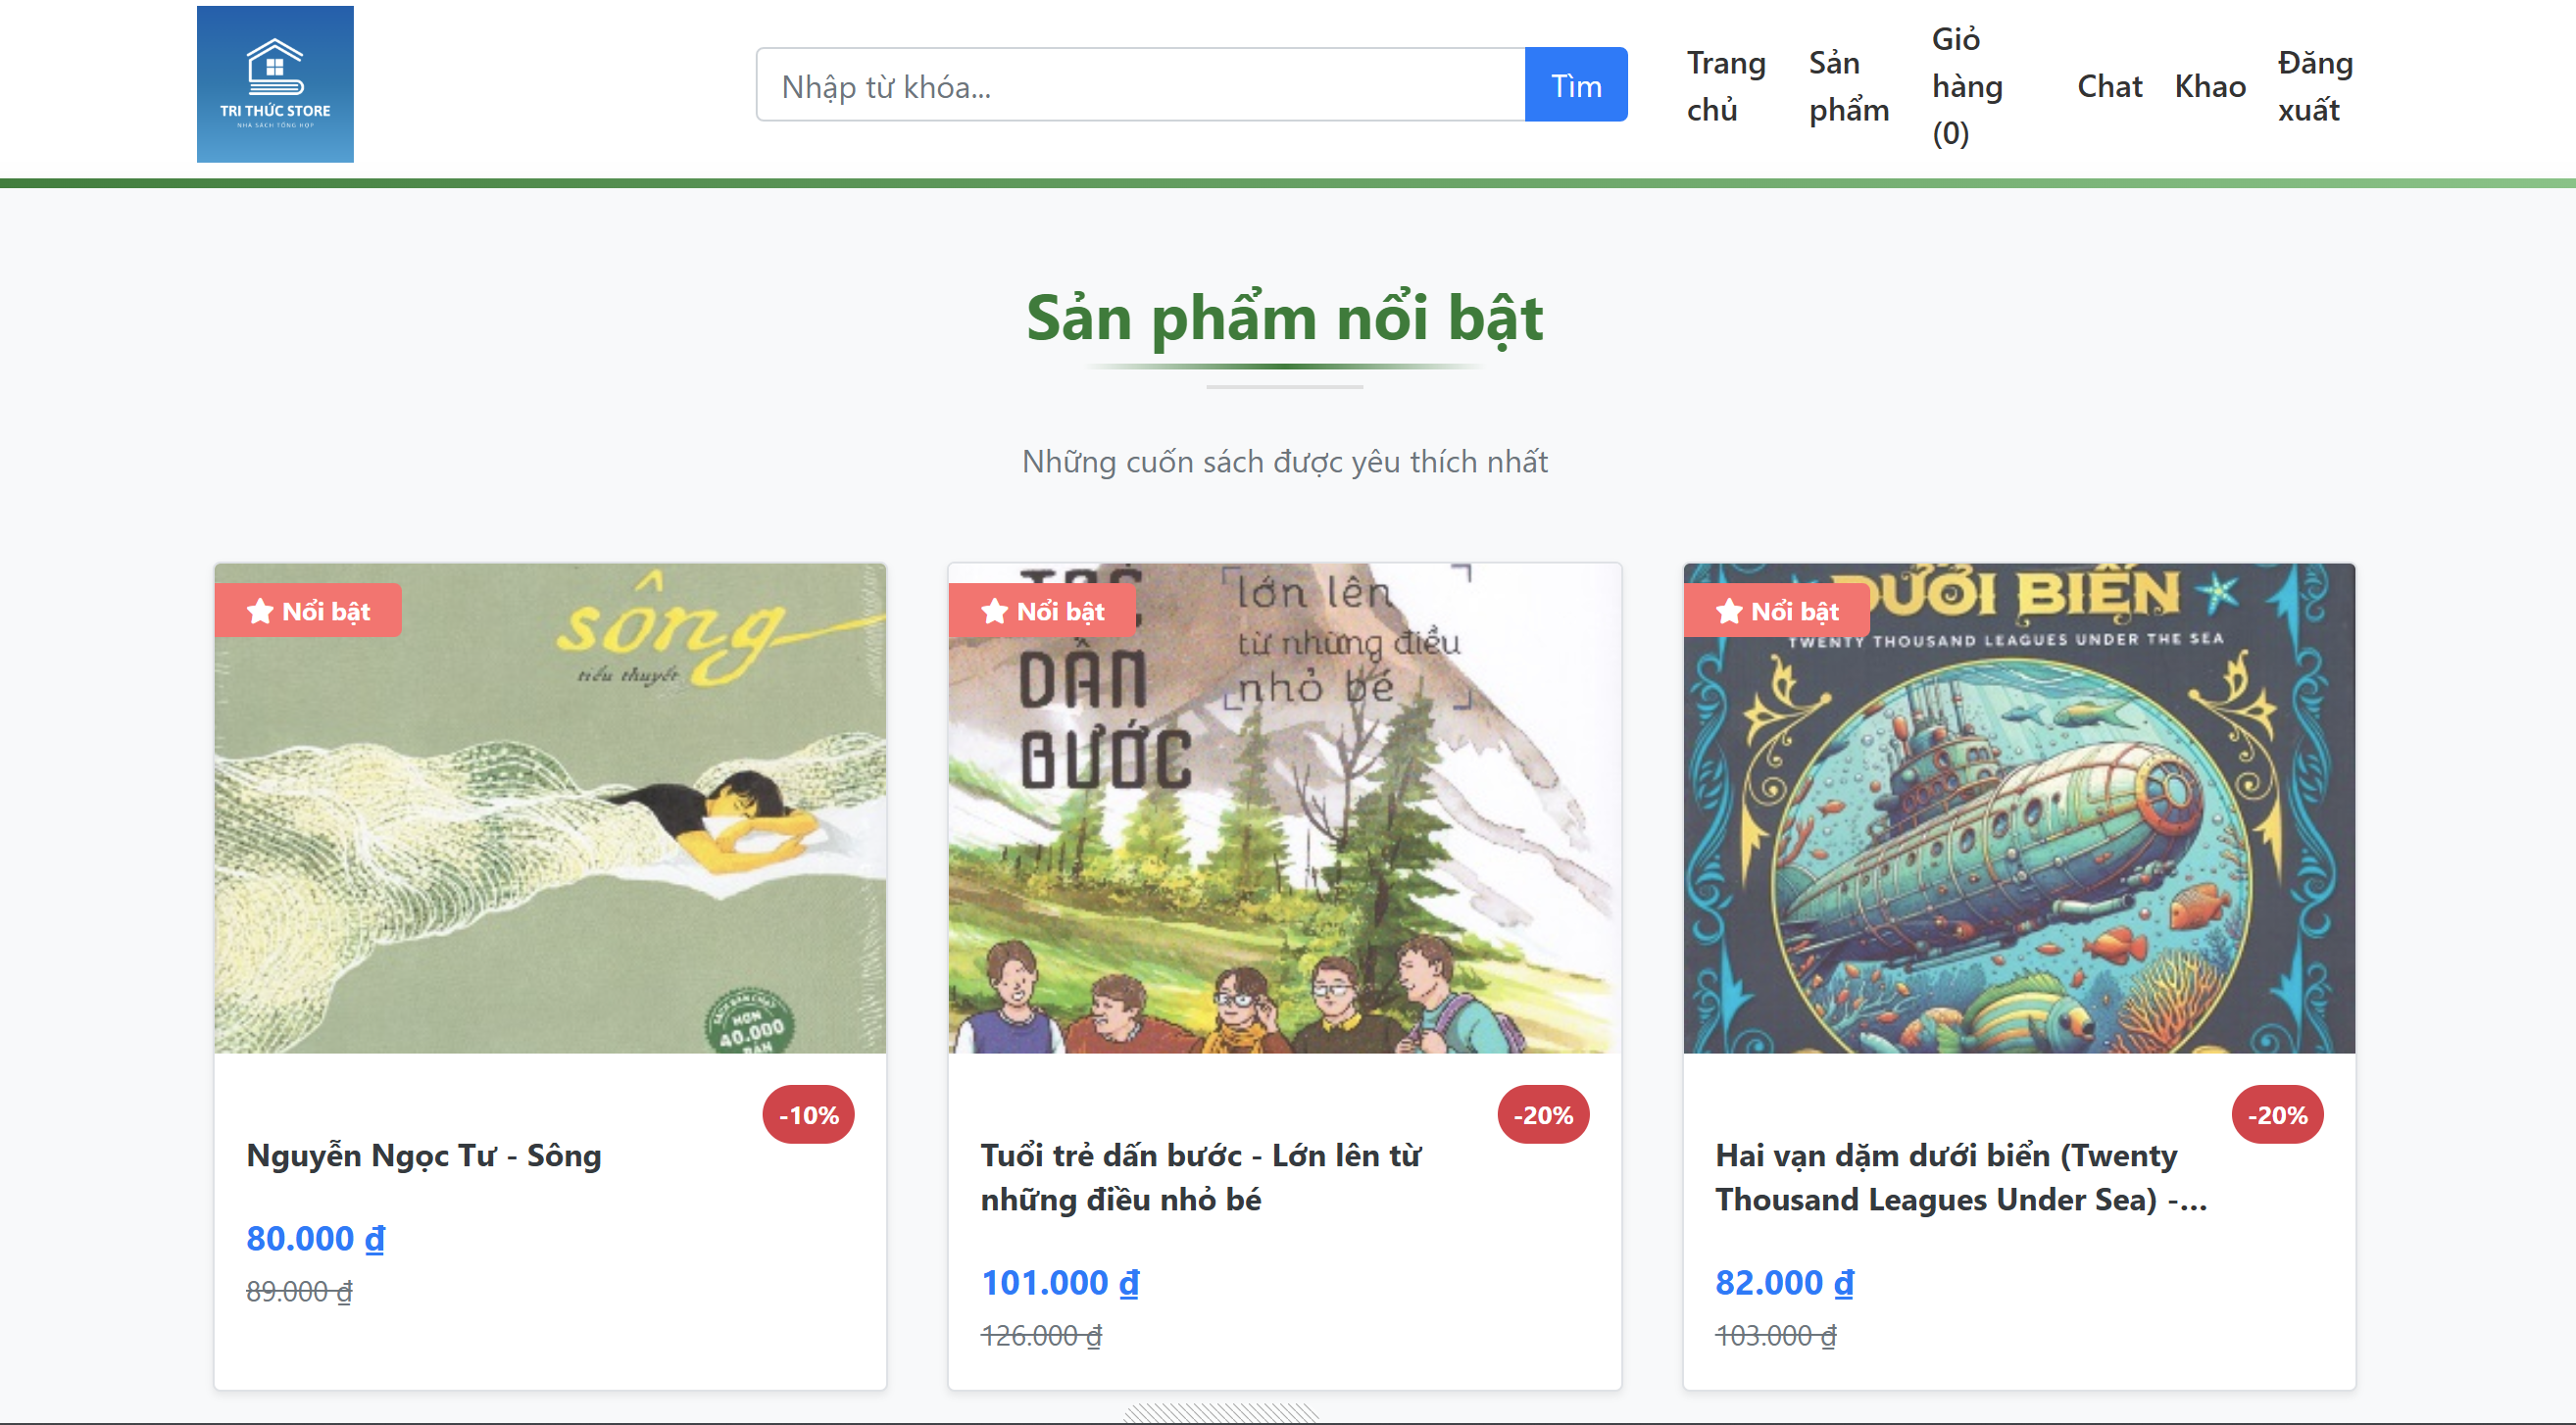 TRI THỨC STORE
NHÀ SÁCH TỔNG HỢP
Nhập từ khóa...
Tìm
Trang
chủ
Sản
phẩm
Giỏ
hàng
(0)
Chat
Khao
Đăng
xuất
Sản phẩm nổi bật
Những cuốn sách được yêu thích nhất
Nổi bật
sông
tiểu thuyết
SÁCH BÁN CHẠY
HƠN
40.000
BẢN
-10%
Nguyễn Ngọc Tư - Sông
80.000 ₫
89.000 ₫
Nổi bật
DẤN
BƯỚC
lớn lên
từ những điều
nhỏ bé
-20%
Tuổi trẻ dấn bước - Lớn lên từ
những điều nhỏ bé
101.000 ₫
126.000 ₫
Nổi bật
DƯỚI BIỂN
TWENTY THOUSAND LEAGUES UNDER THE SEA
-20%
Hai vạn dặm dưới biển (Twenty
Thousand Leagues Under Sea) -...
82.000 ₫
103.000 ₫